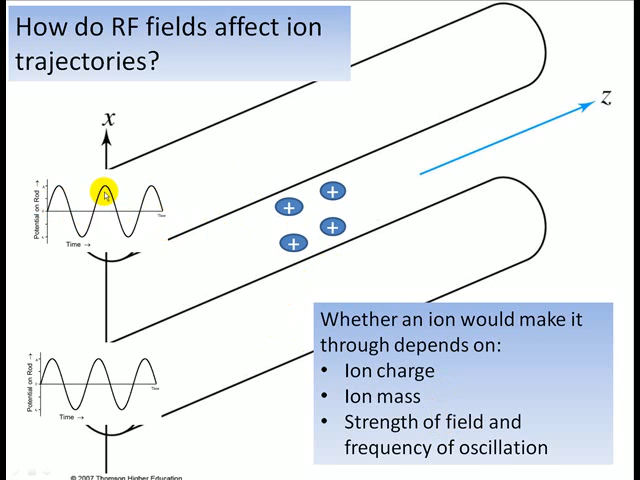 How do RF fields affect ion
trajectories?
x
z
Potential on Rod →
Time
Time →
+
+
+
+
Potential on Rod →
Time
Time →
Whether an ion would make it
through depends on:
• Ion charge
• Ion mass
• Strength of field and
frequency of oscillation
© 2007 Thomson Higher Education